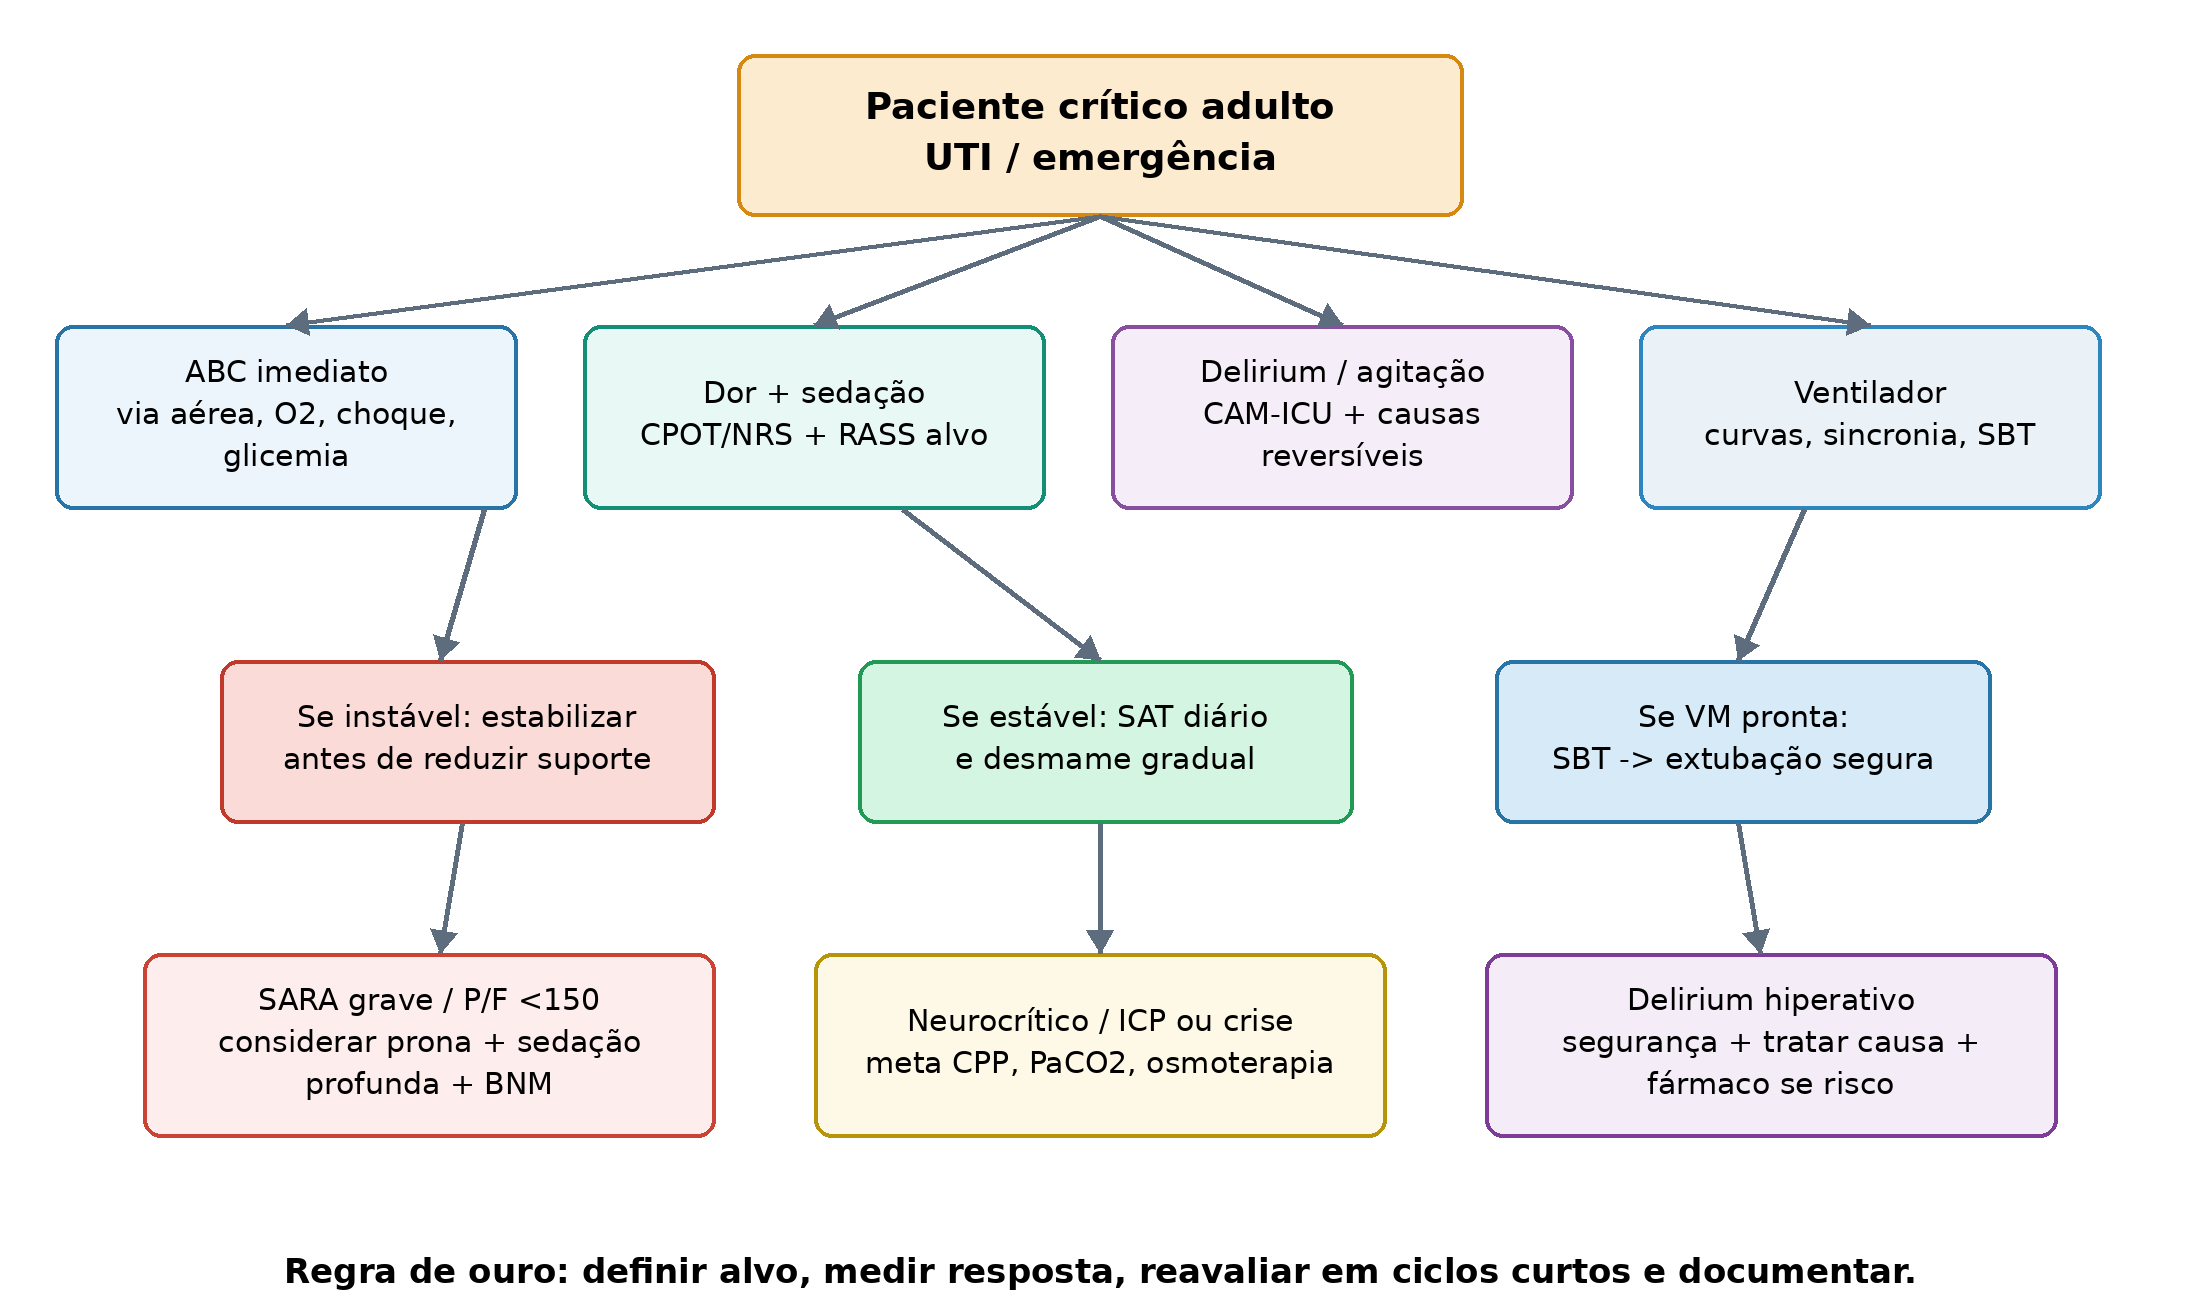 Paciente crítico adulto
UTI / emergência
ABC imediato
via aérea, O2, choque,
glicemia
Dor + sedação
CPOT/NRS + RASS alvo
Delirium / agitação
CAM-ICU + causas
reversíveis
Ventilador
curvas, sincronia, SBT
Se instável: estabilizar
antes de reduzir suporte
Se estável: SAT diário
e desmame gradual
Se VM pronta:
SBT -> extubação segura
SARA grave / P/F <150
considerar prona + sedação
profunda + BNM
Neurocrítico / ICP ou crise
meta CPP, PaCO2, osmoterapia
Delirium hiperativo
segurança + tratar causa +
fármaco se risco
Regra de ouro: definir alvo, medir resposta, reavaliar em ciclos curtos e documentar.